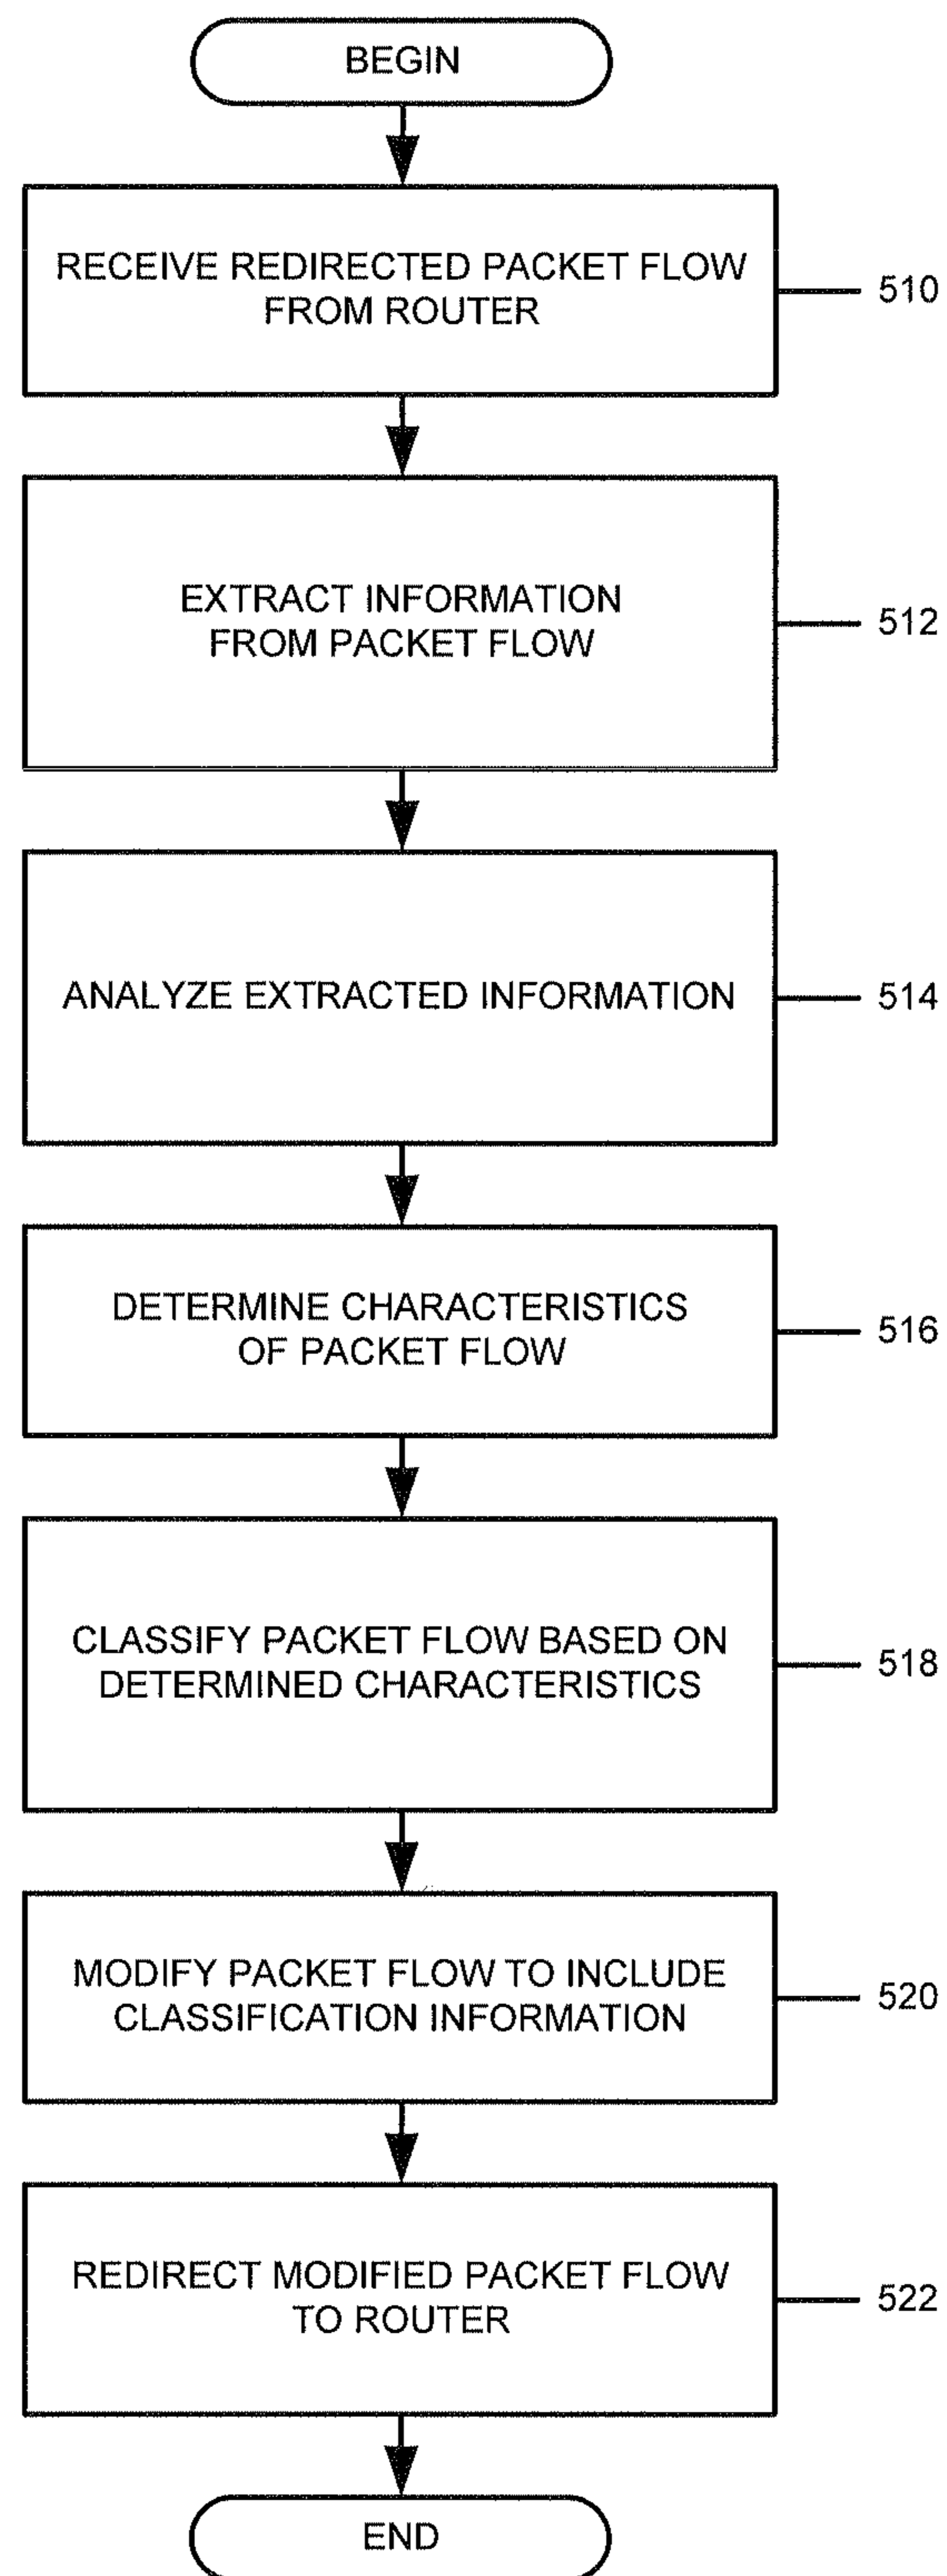 BEGIN
RECEIVE REDIRECTED PACKET FLOW
FROM ROUTER
510
EXTRACT INFORMATION
FROM PACKET FLOW
512
ANALYZE EXTRACTED INFORMATION
514
DETERMINE CHARACTERISTICS
OF PACKET FLOW
516
CLASSIFY PACKET FLOW BASED ON
DETERMINED CHARACTERISTICS
518
MODIFY PACKET FLOW TO INCLUDE
CLASSIFICATION INFORMATION
520
REDIRECT MODIFIED PACKET FLOW
TO ROUTER
522
END